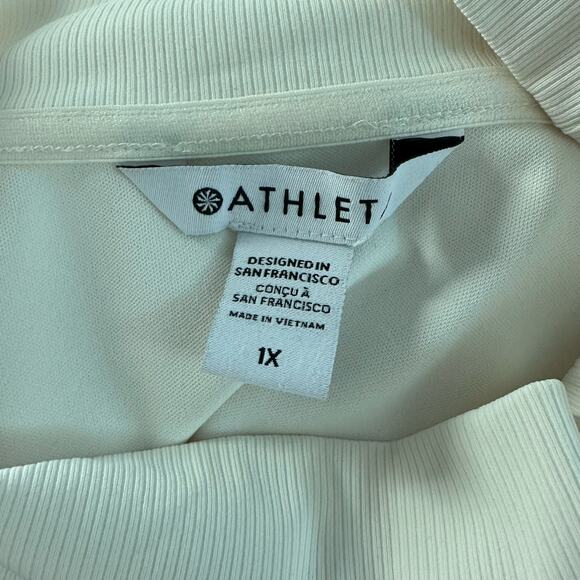 ATHLET
DESIGNED IN
SAN FRANCISCO
CONÇU À
SAN FRANCISCO
MADE IN VIETNAM
1X